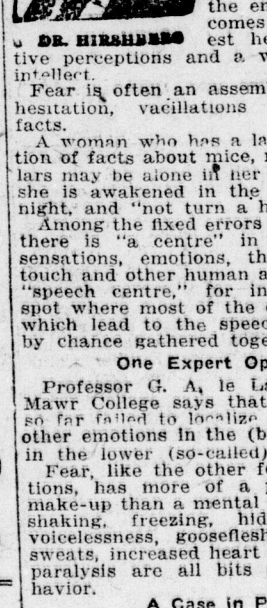 the er
comes
DR. HIRSHBERG est he
tive perceptions and a v
intellect.
Fear is often an assem
hesitation, vacillations
facts.
A woman who has a la
tion of facts about mice,
lars may be alone in her
she is awakened in the
night, and "not turn a h
Among the fixed errors
there is "a centre" in
sensations, emotions, th
touch and other human a
"speech centre," for in
spot where most of the
which lead to the speec
by chance gathered toge
One Expert Op
Professor G. A. le L
Mawr College says that
so far failed to localize
other emotions in the (b
in the lower (so-called)
Fear, like the other f
tions, has more of a
make-up than a mental
shaking, freezing, hid
voicelessness, gooseflesh
sweats, increased heart
paralysis are all bits
havior.
A Case in P